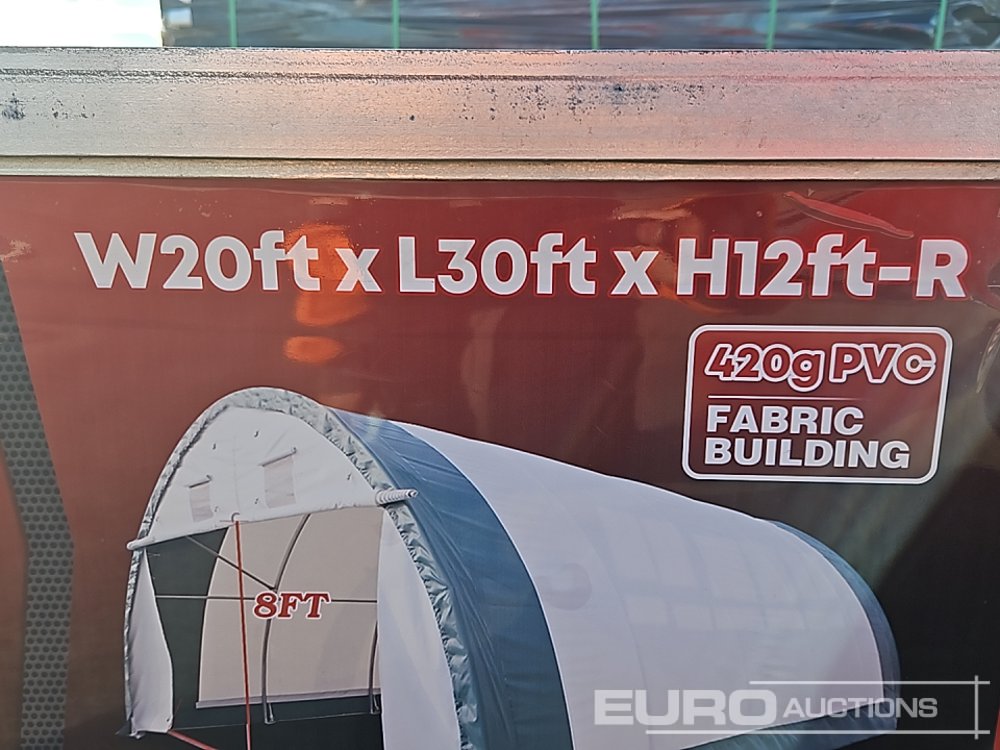 W20ft x L30ft x H12ft-R
420g PVC
FABRIC
BUILDING
8FT
EURO AUCTIONS